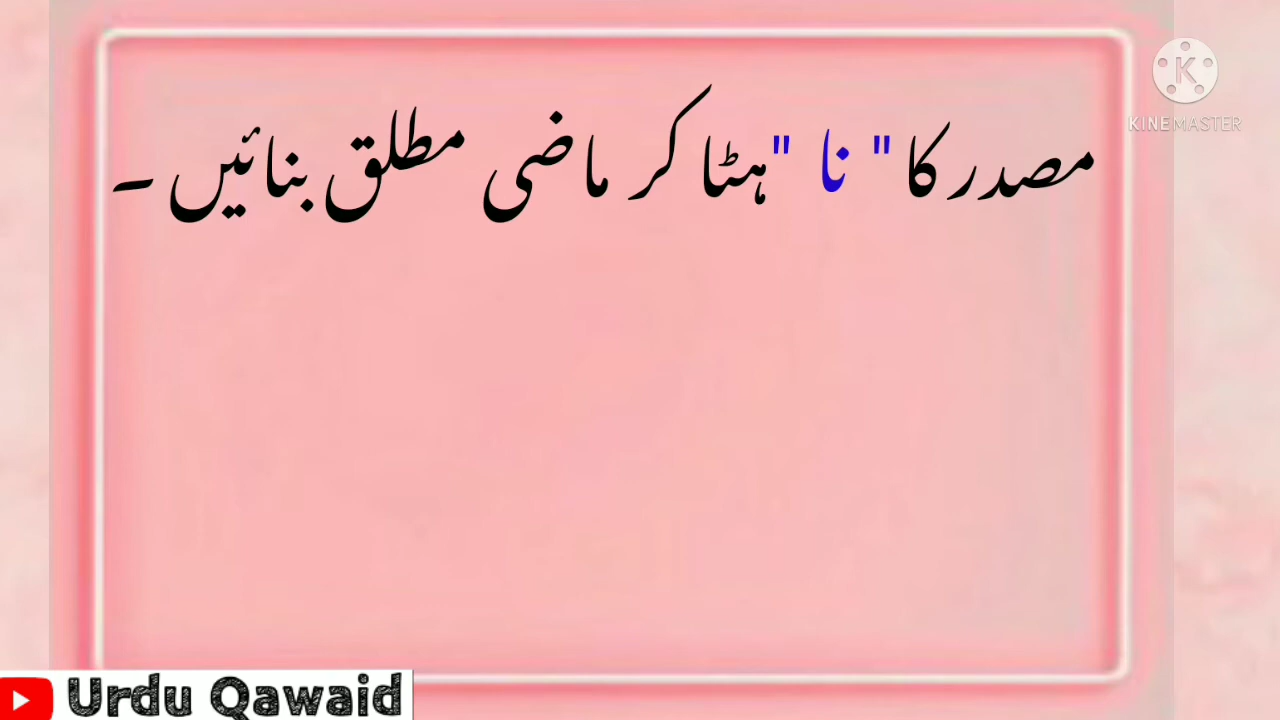 مصدر کا " نا " ہٹا کر ماضی مطلق بنائیں ۔
KINEMASTER
Urdu Qawaid